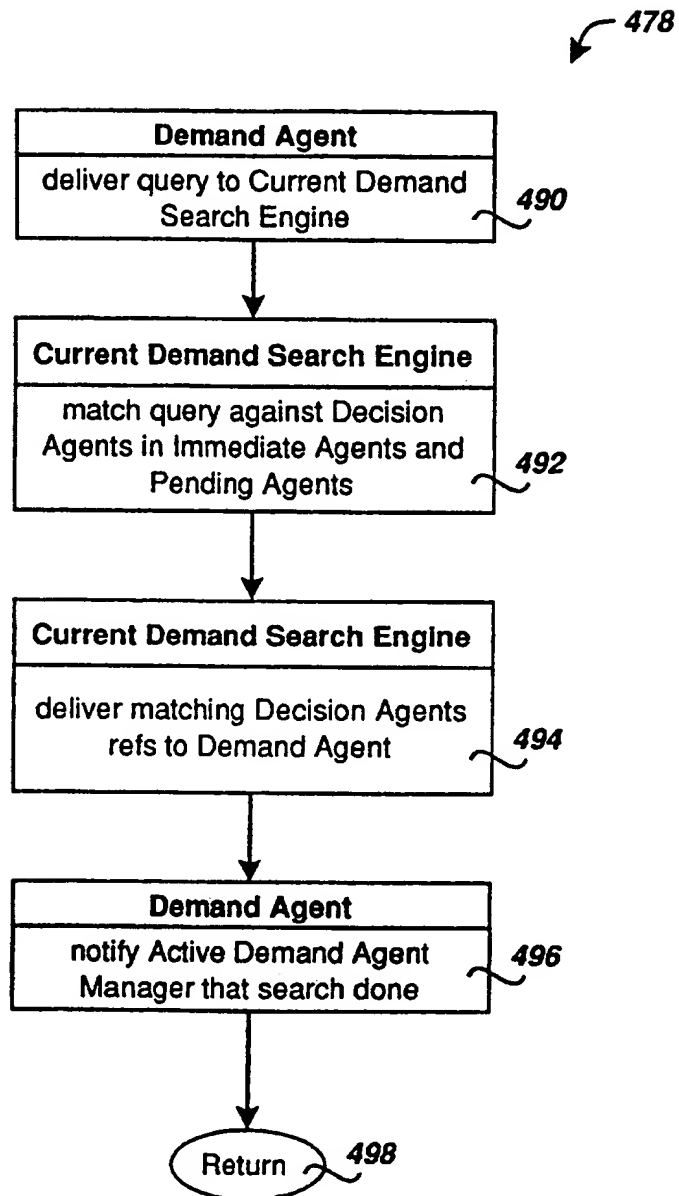 478
Demand Agent
deliver query to Current Demand
Search Engine
490
Current Demand Search Engine
match query against Decision
Agents in Immediate Agents and
Pending Agents
492
Current Demand Search Engine
deliver matching Decision Agents
refs to Demand Agent
494
Demand Agent
notify Active Demand Agent
Manager that search done
496
Return
498